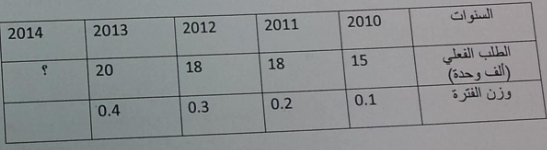 السنوات 2010 2011 2012 2013 2014
الطلب الفعلي 15 18 18 20 ؟
(ألف وحدة)
وزن الفترة 0.1 0.2 0.3 0.4